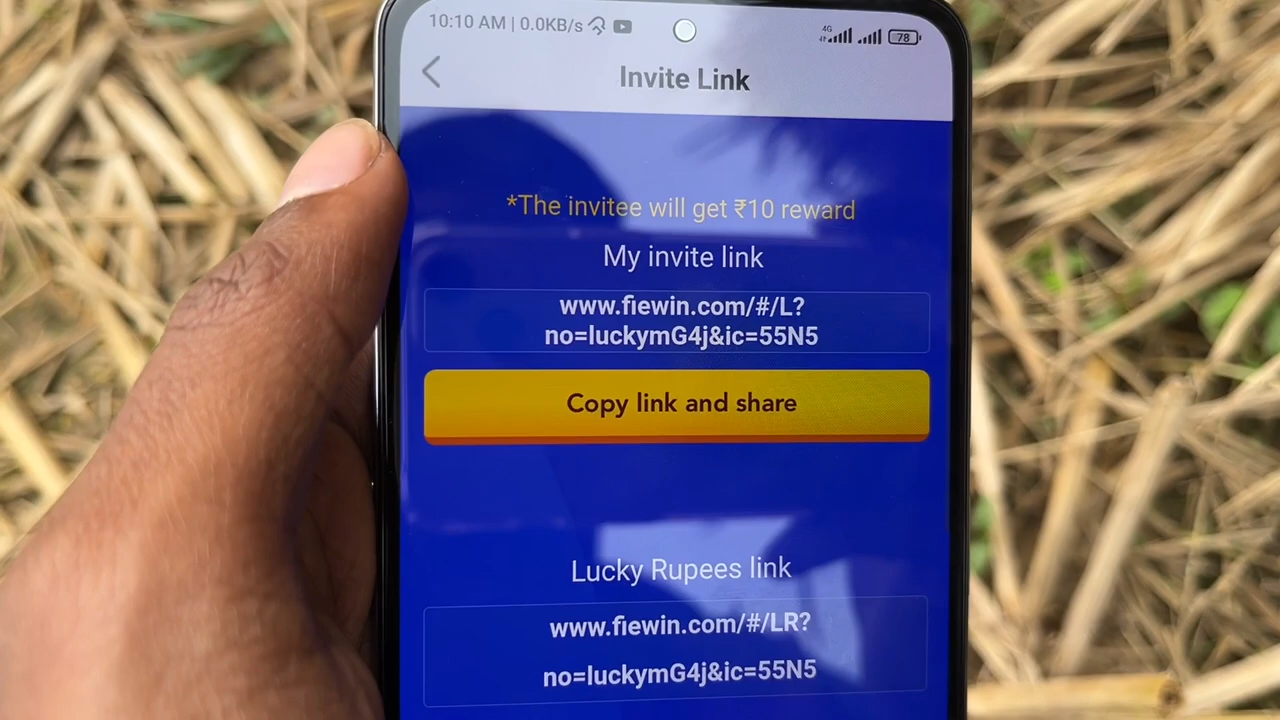 10:10 AM | 0.0KB/s
4G
78
Invite Link
*The invitee will get ₹10 reward
My invite link
www.fiewin.com/#/L?
no=luckymG4j&ic=55N5
Copy link and share
Lucky Rupees link
www.fiewin.com/#/LR?
no=luckymG4j&ic=55N5